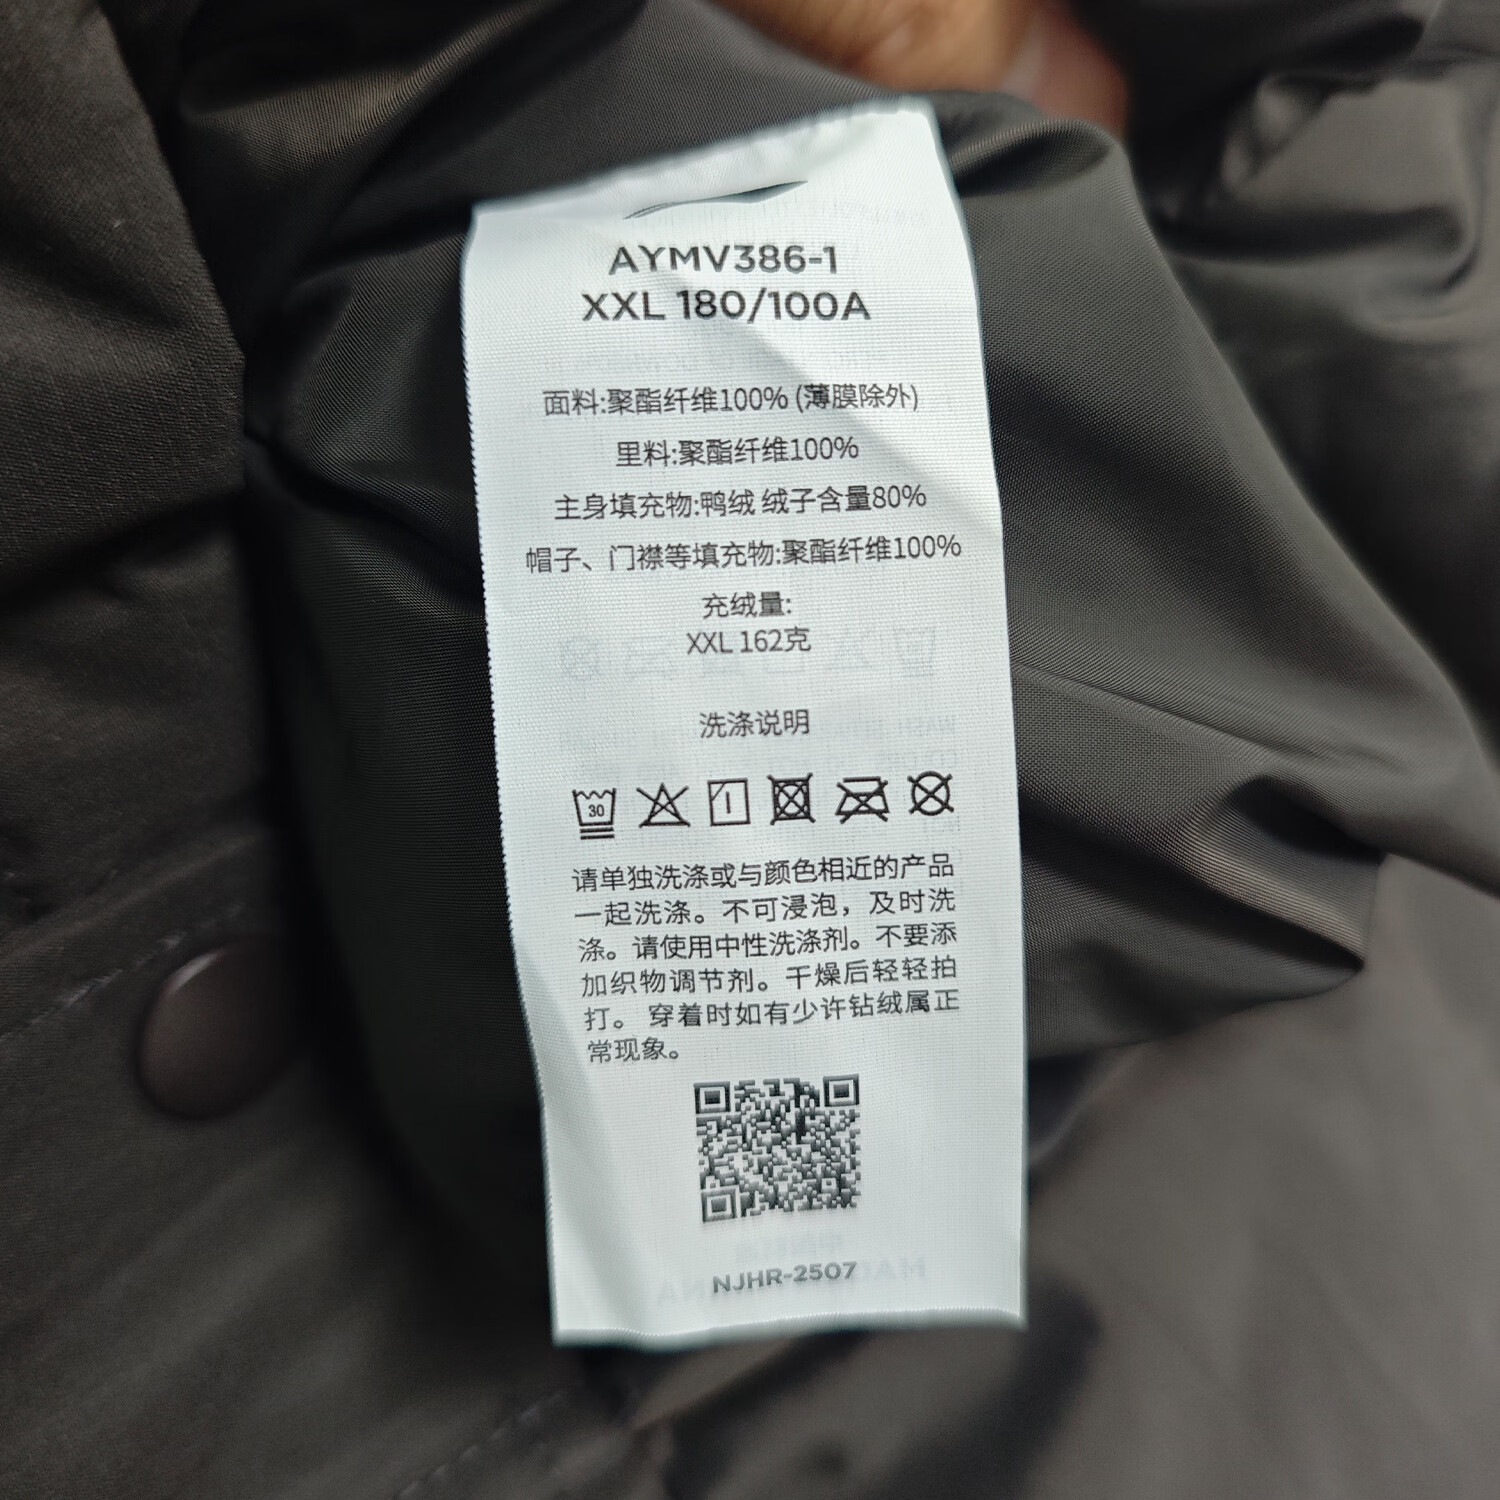 AYMV386-1
XXL 180/100A
面料:聚酯纤维100% (薄膜除外)
里料:聚酯纤维100%
主身填充物:鸭绒 绒子含量80%
帽子、门襟等填充物:聚酯纤维100%
充绒量:
XXL 162克
洗涤说明
30
请单独洗涤或与颜色相近的产品
一起洗涤。不可浸泡，及时洗
涤。请使用中性洗涤剂。不要添
加织物调节剂。干燥后轻轻拍
打。 穿着时如有少许钻绒属正
常现象。
NJHR-2507